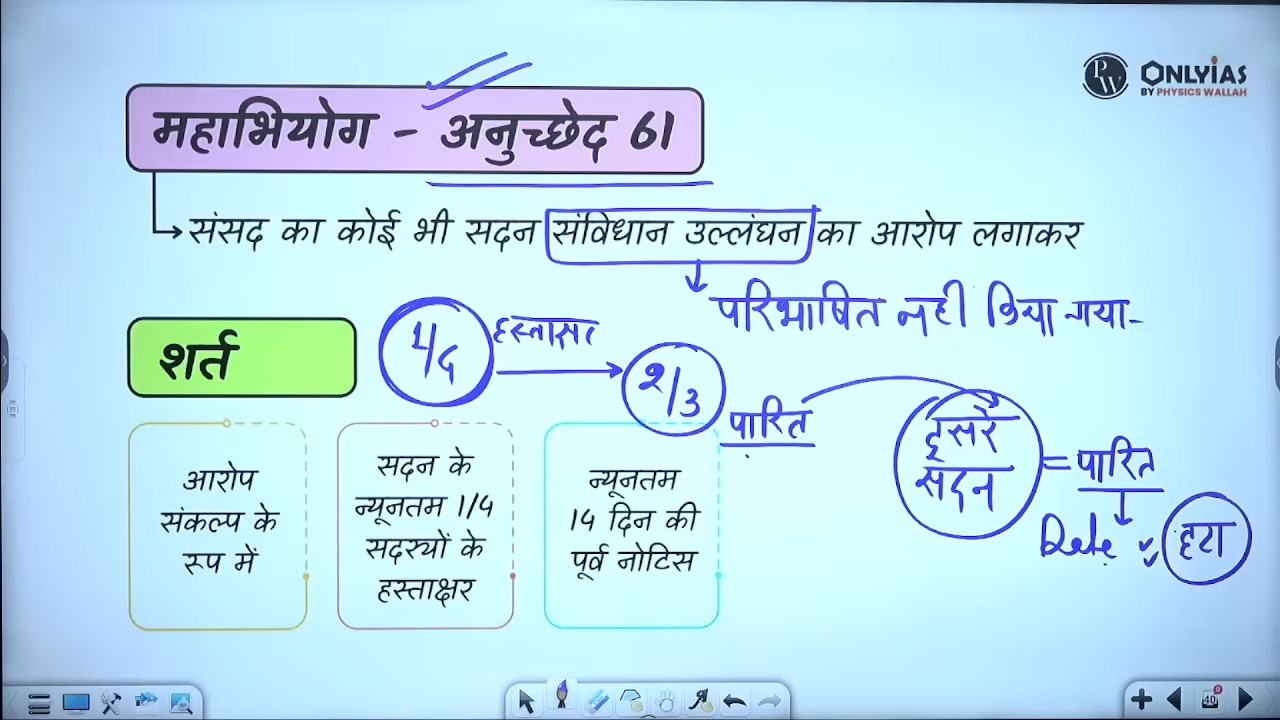 PW ONLYIAS
BY PHYSICS WALLAH
महाभियोग - अनुच्छेद 61
संसद का कोई भी सदन संविधान उल्लंघन का आरोप लगाकर
परिभाषित नही किया गया-
शर्त
1/4
हस्ताक्षर
2/3
पारित
दूसरे
सदन
= पारित
Date
हटा
आरोप
संकल्प के
रूप में
सदन के
न्यूनतम 1/4
सदस्यों के
हस्ताक्षर
न्यूनतम
14 दिन की
पूर्व नोटिस
40